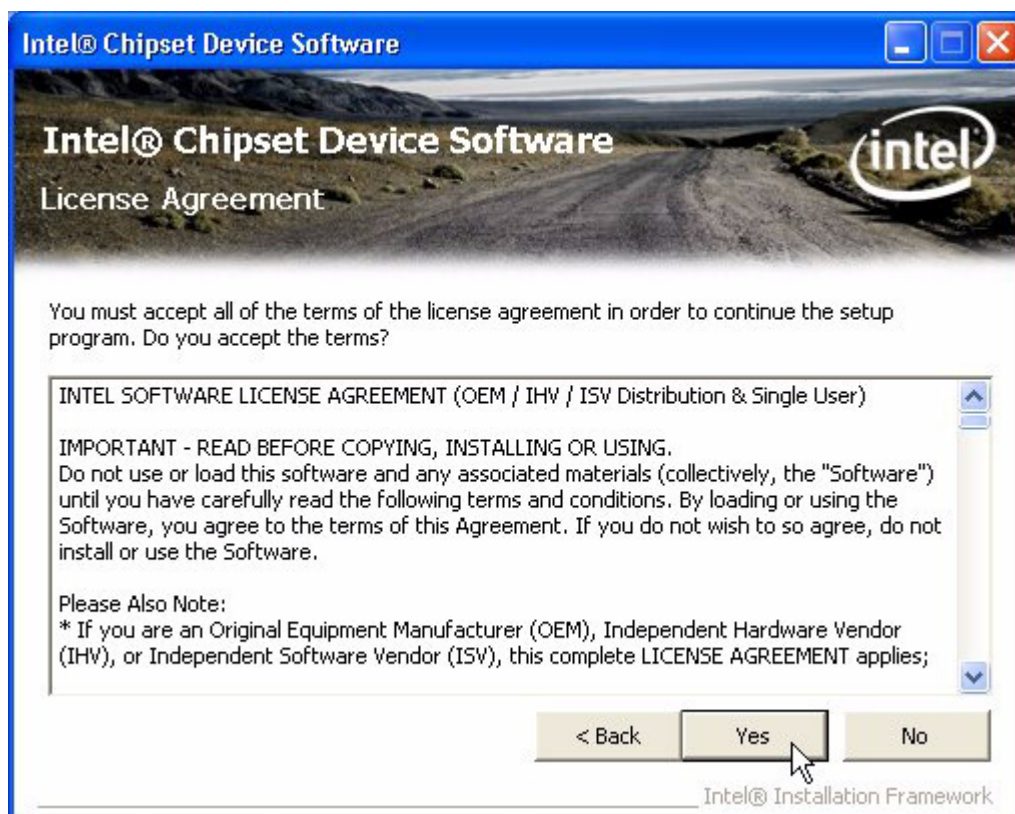 Intel® Chipset Device Software
Intel® Chipset Device Software
intel®
License Agreement
You must accept all of the terms of the license agreement in order to continue the setup
program. Do you accept the terms?
INTEL SOFTWARE LICENSE AGREEMENT (OEM / IHV / ISV Distribution & Single User)
IMPORTANT - READ BEFORE COPYING, INSTALLING OR USING.
Do not use or load this software and any associated materials (collectively, the "Software")
until you have carefully read the following terms and conditions. By loading or using the
Software, you agree to the terms of this Agreement. If you do not wish to so agree, do not
install or use the Software.
Please Also Note:
* If you are an Original Equipment Manufacturer (OEM), Independent Hardware Vendor
(IHV), or Independent Software Vendor (ISV), this complete LICENSE AGREEMENT applies;
< Back Yes No
Intel® Installation Framework